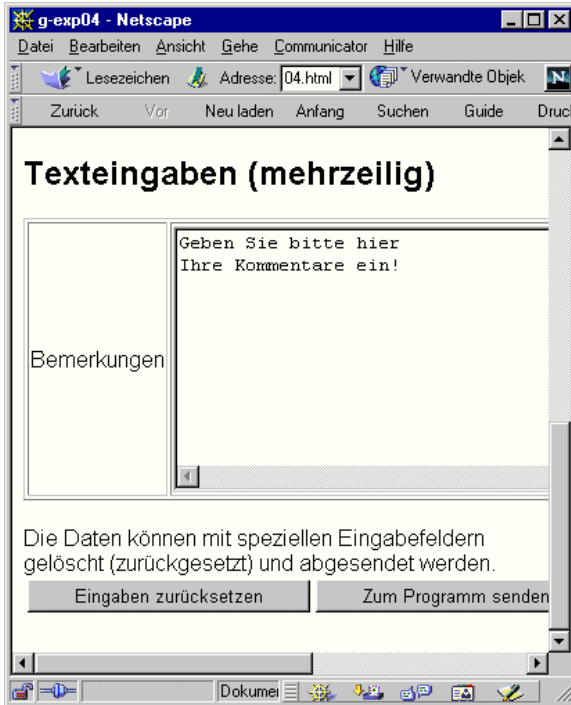 g-exp04 - Netscape
Datei Bearbeiten Ansicht Gehe Communicator Hilfe
Lesezeichen Adresse: 04.html Verwandte Objek N
Zurück Vor Neu laden Anfang Suchen Guide Druc
Texteingaben (mehrzeilig)
Geben Sie bitte hier
Ihre Kommentare ein!
Bemerkungen
Die Daten können mit speziellen Eingabefeldern
gelöscht (zurückgesetzt) und abgesendet werden.
Eingaben zurücksetzen Zum Programm senden
Dokumei